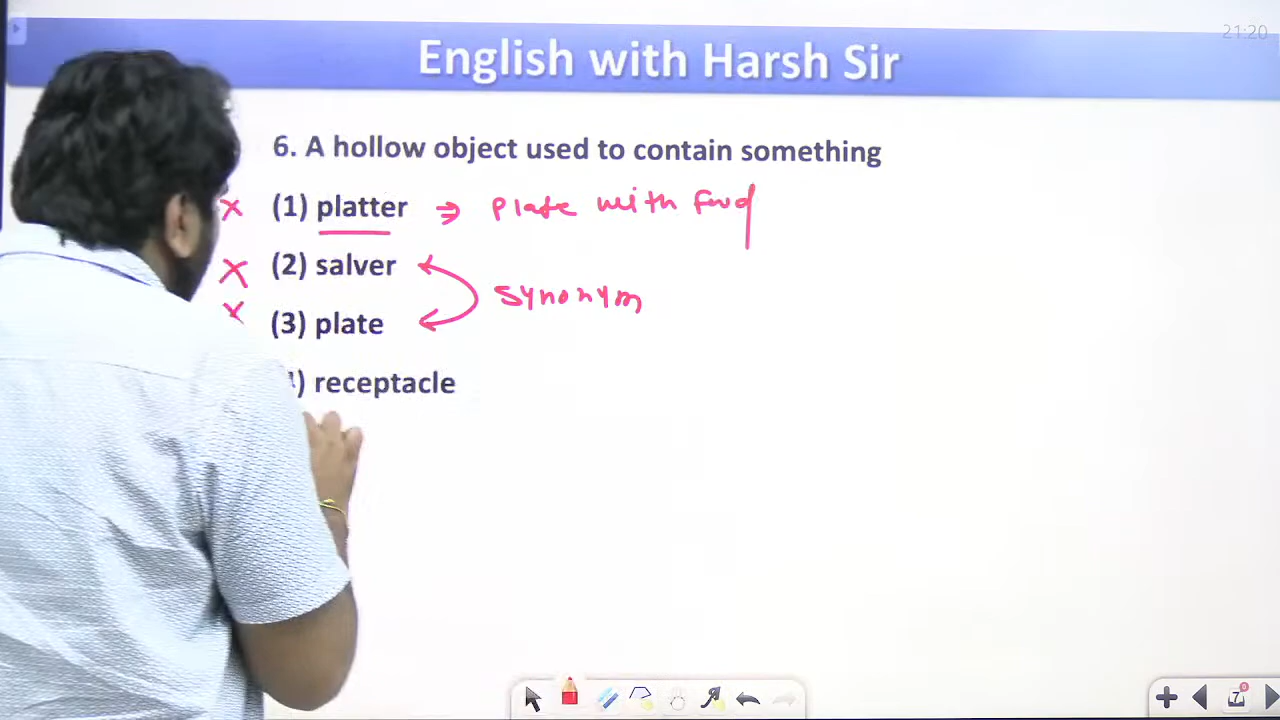 21:20
English with Harsh Sir
6. A hollow object used to contain something
(1) platter ⇒ Plate with food
(2) salver
synonym
(3) plate
) receptacle